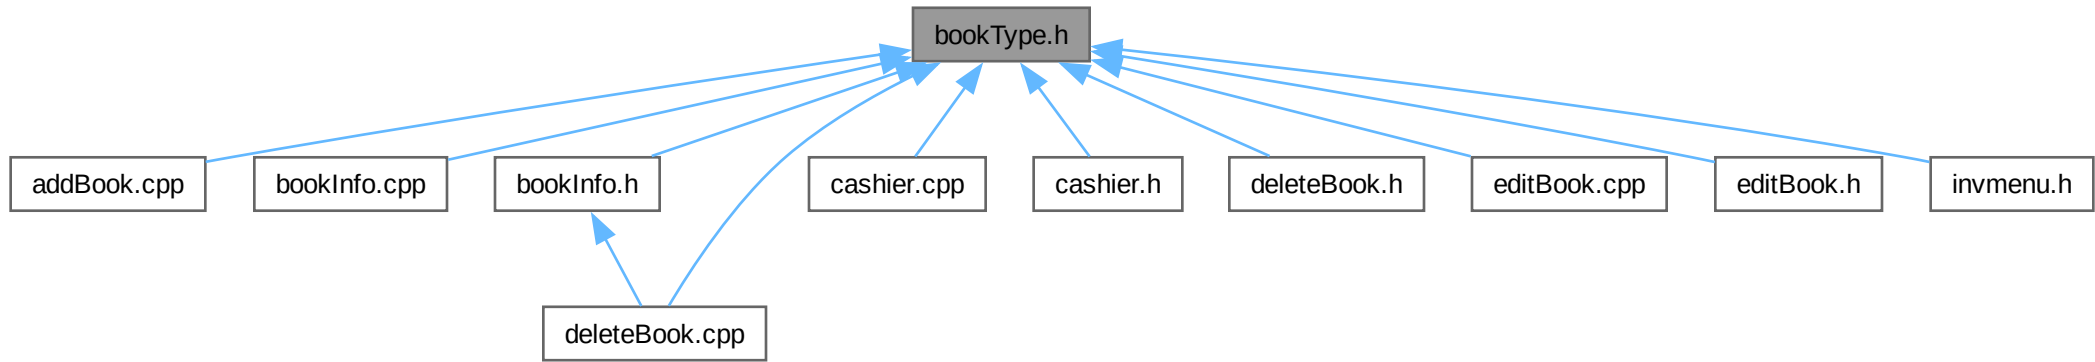 bookType.h
addBook.cpp
bookInfo.cpp
bookInfo.h
cashier.cpp
cashier.h
deleteBook.h
editBook.cpp
editBook.h
invmenu.h
deleteBook.cpp